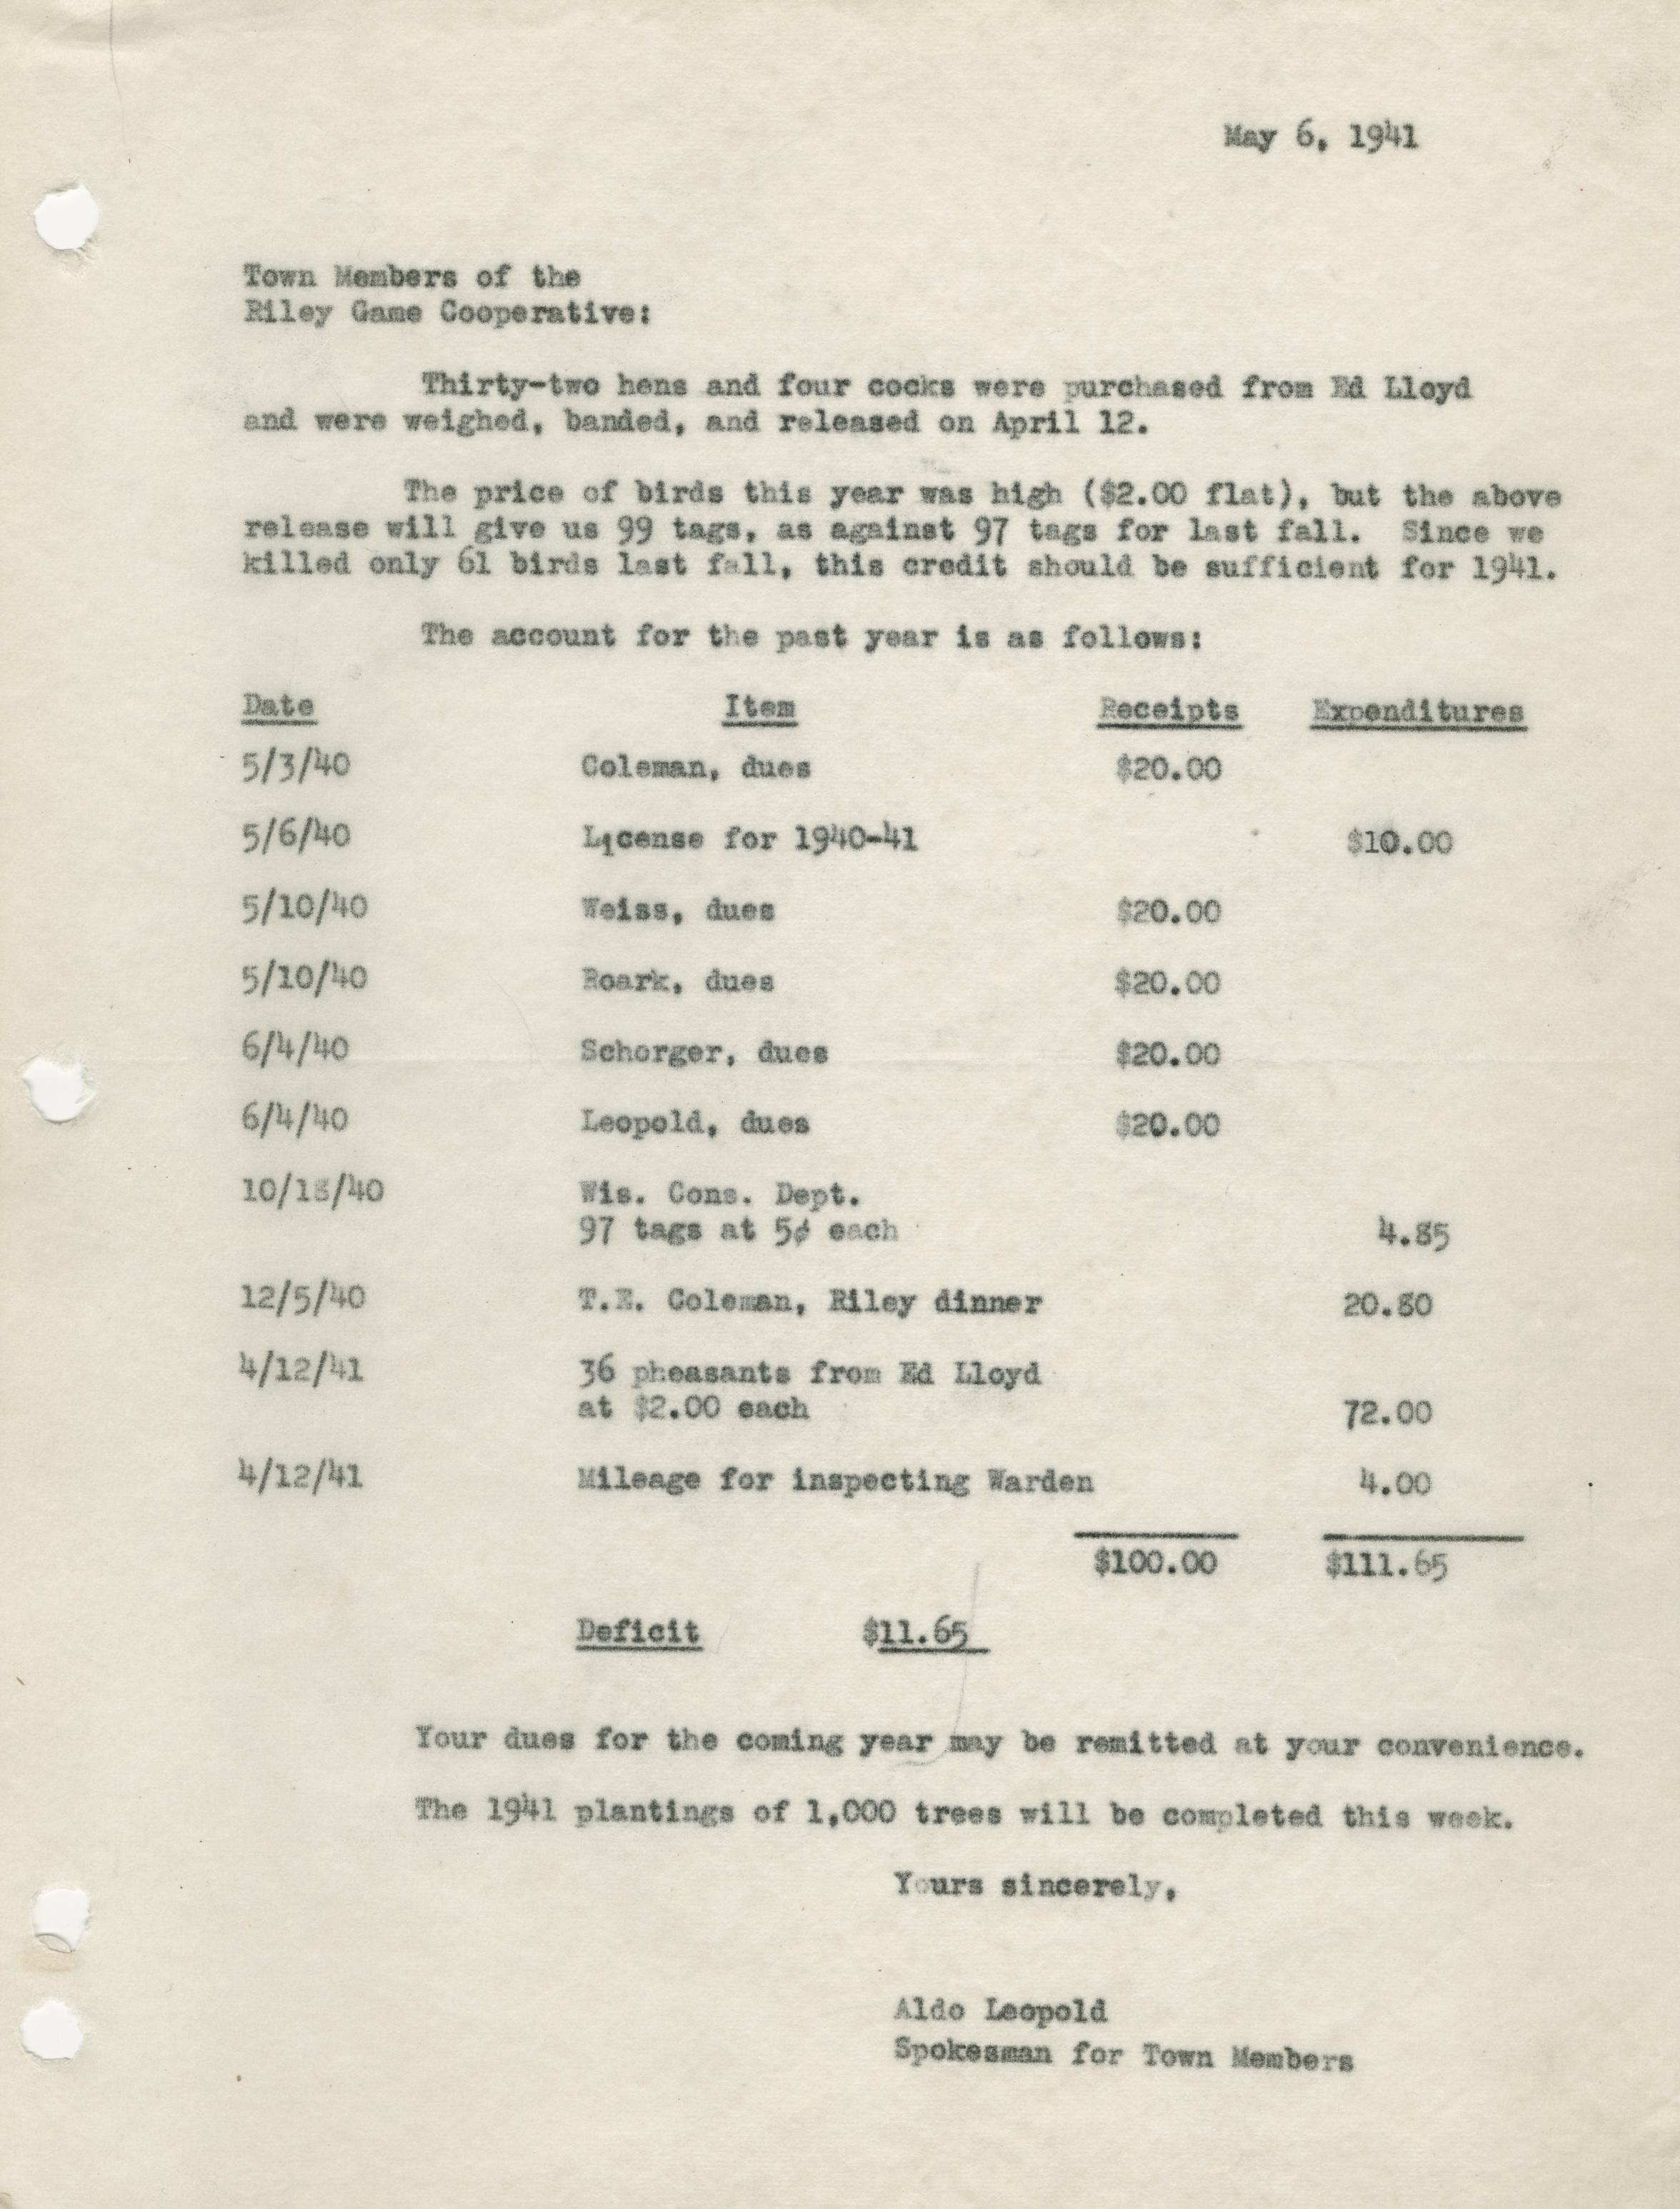 May 6, 1941
Town Members of the
Riley Game Cooperative:
Thirty-two hens and four cocks were purchased from Ed Lloyd
and were weighed, banded, and released on April 12.
The price of birds this year was high ($2.00 flat), but the above
release will give us 99 tags, as against 97 tags for last fall. Since we
killed only 61 birds last fall, this credit should be sufficient for 1941.
The account for the past year is as follows:
Date Item Receipts Expenditures
5/3/40 Coleman, dues $20.00
5/6/40 License for 1940-41 $10.00
5/10/40 Weiss, dues $20.00
5/10/40 Roark, dues $20.00
6/4/40 Schorger, dues $20.00
6/4/40 Leopold, dues $20.00
10/18/40 Wis. Cons. Dept.
97 tags at 5¢ each 4.85
12/5/40 T.E. Coleman, Riley dinner 20.80
4/12/41 36 pheasants from Ed Lloyd
at $2.00 each 72.00
4/12/41 Mileage for inspecting Warden 4.00
$100.00 $111.65
Deficit $11.65
Your dues for the coming year may be remitted at your convenience.
The 1941 plantings of 1,000 trees will be completed this week.
Yours sincerely,
Aldo Leopold
Spokesman for Town Members